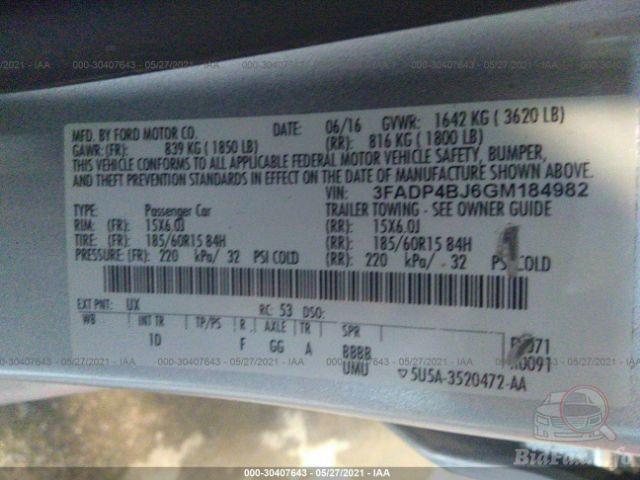 000-30407643 - 05/27/2021 - IAA
MFD. BY FORD MOTOR CO. DATE: 06/16 GVWR: 1642 KG ( 3620 LB)
GAWR: (FR): 839 KG ( 1850 LB) (RR): 816 KG ( 1800 LB)
THIS VEHICLE CONFORMS TO ALL APPLICABLE FEDERAL MOTOR VEHICLE SAFETY, BUMPER,
AND THEFT PREVENTION STANDARDS IN EFFECT ON THE DATE OF MANUFACTURE SHOWN ABOVE.
VIN: 3FADP4BJ6GM184982
TYPE: Passenger Car TRAILER TOWING - SEE OWNER GUIDE
RIM: (FR): 15X6.0J (RR): 15X6.0J
TIRE: (FR): 185/60R15 84H (RR): 185/60R15 84H
PRESSURE: (FR): 220 kPa/ 32 PSI COLD (RR): 220 kPa/ 32 PSI COLD
EXT PNT: UX RC: 53 DSO:
WB INT TR TP/PS R AXLE TR SPR
1D F GG A BBBB
UMU
▽5U5A-3520472-AA
000-30407643 - 05/27/2021 - IAA
000-30407643 - 05/27/2021 - IAA